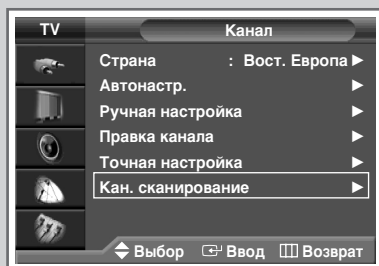 TV Канал
Страна : Вост. Европа
Автонастр.
Ручная настройка
Правка канала
Точная настройка
Кан. сканирование
Выбор Ввод Возврат